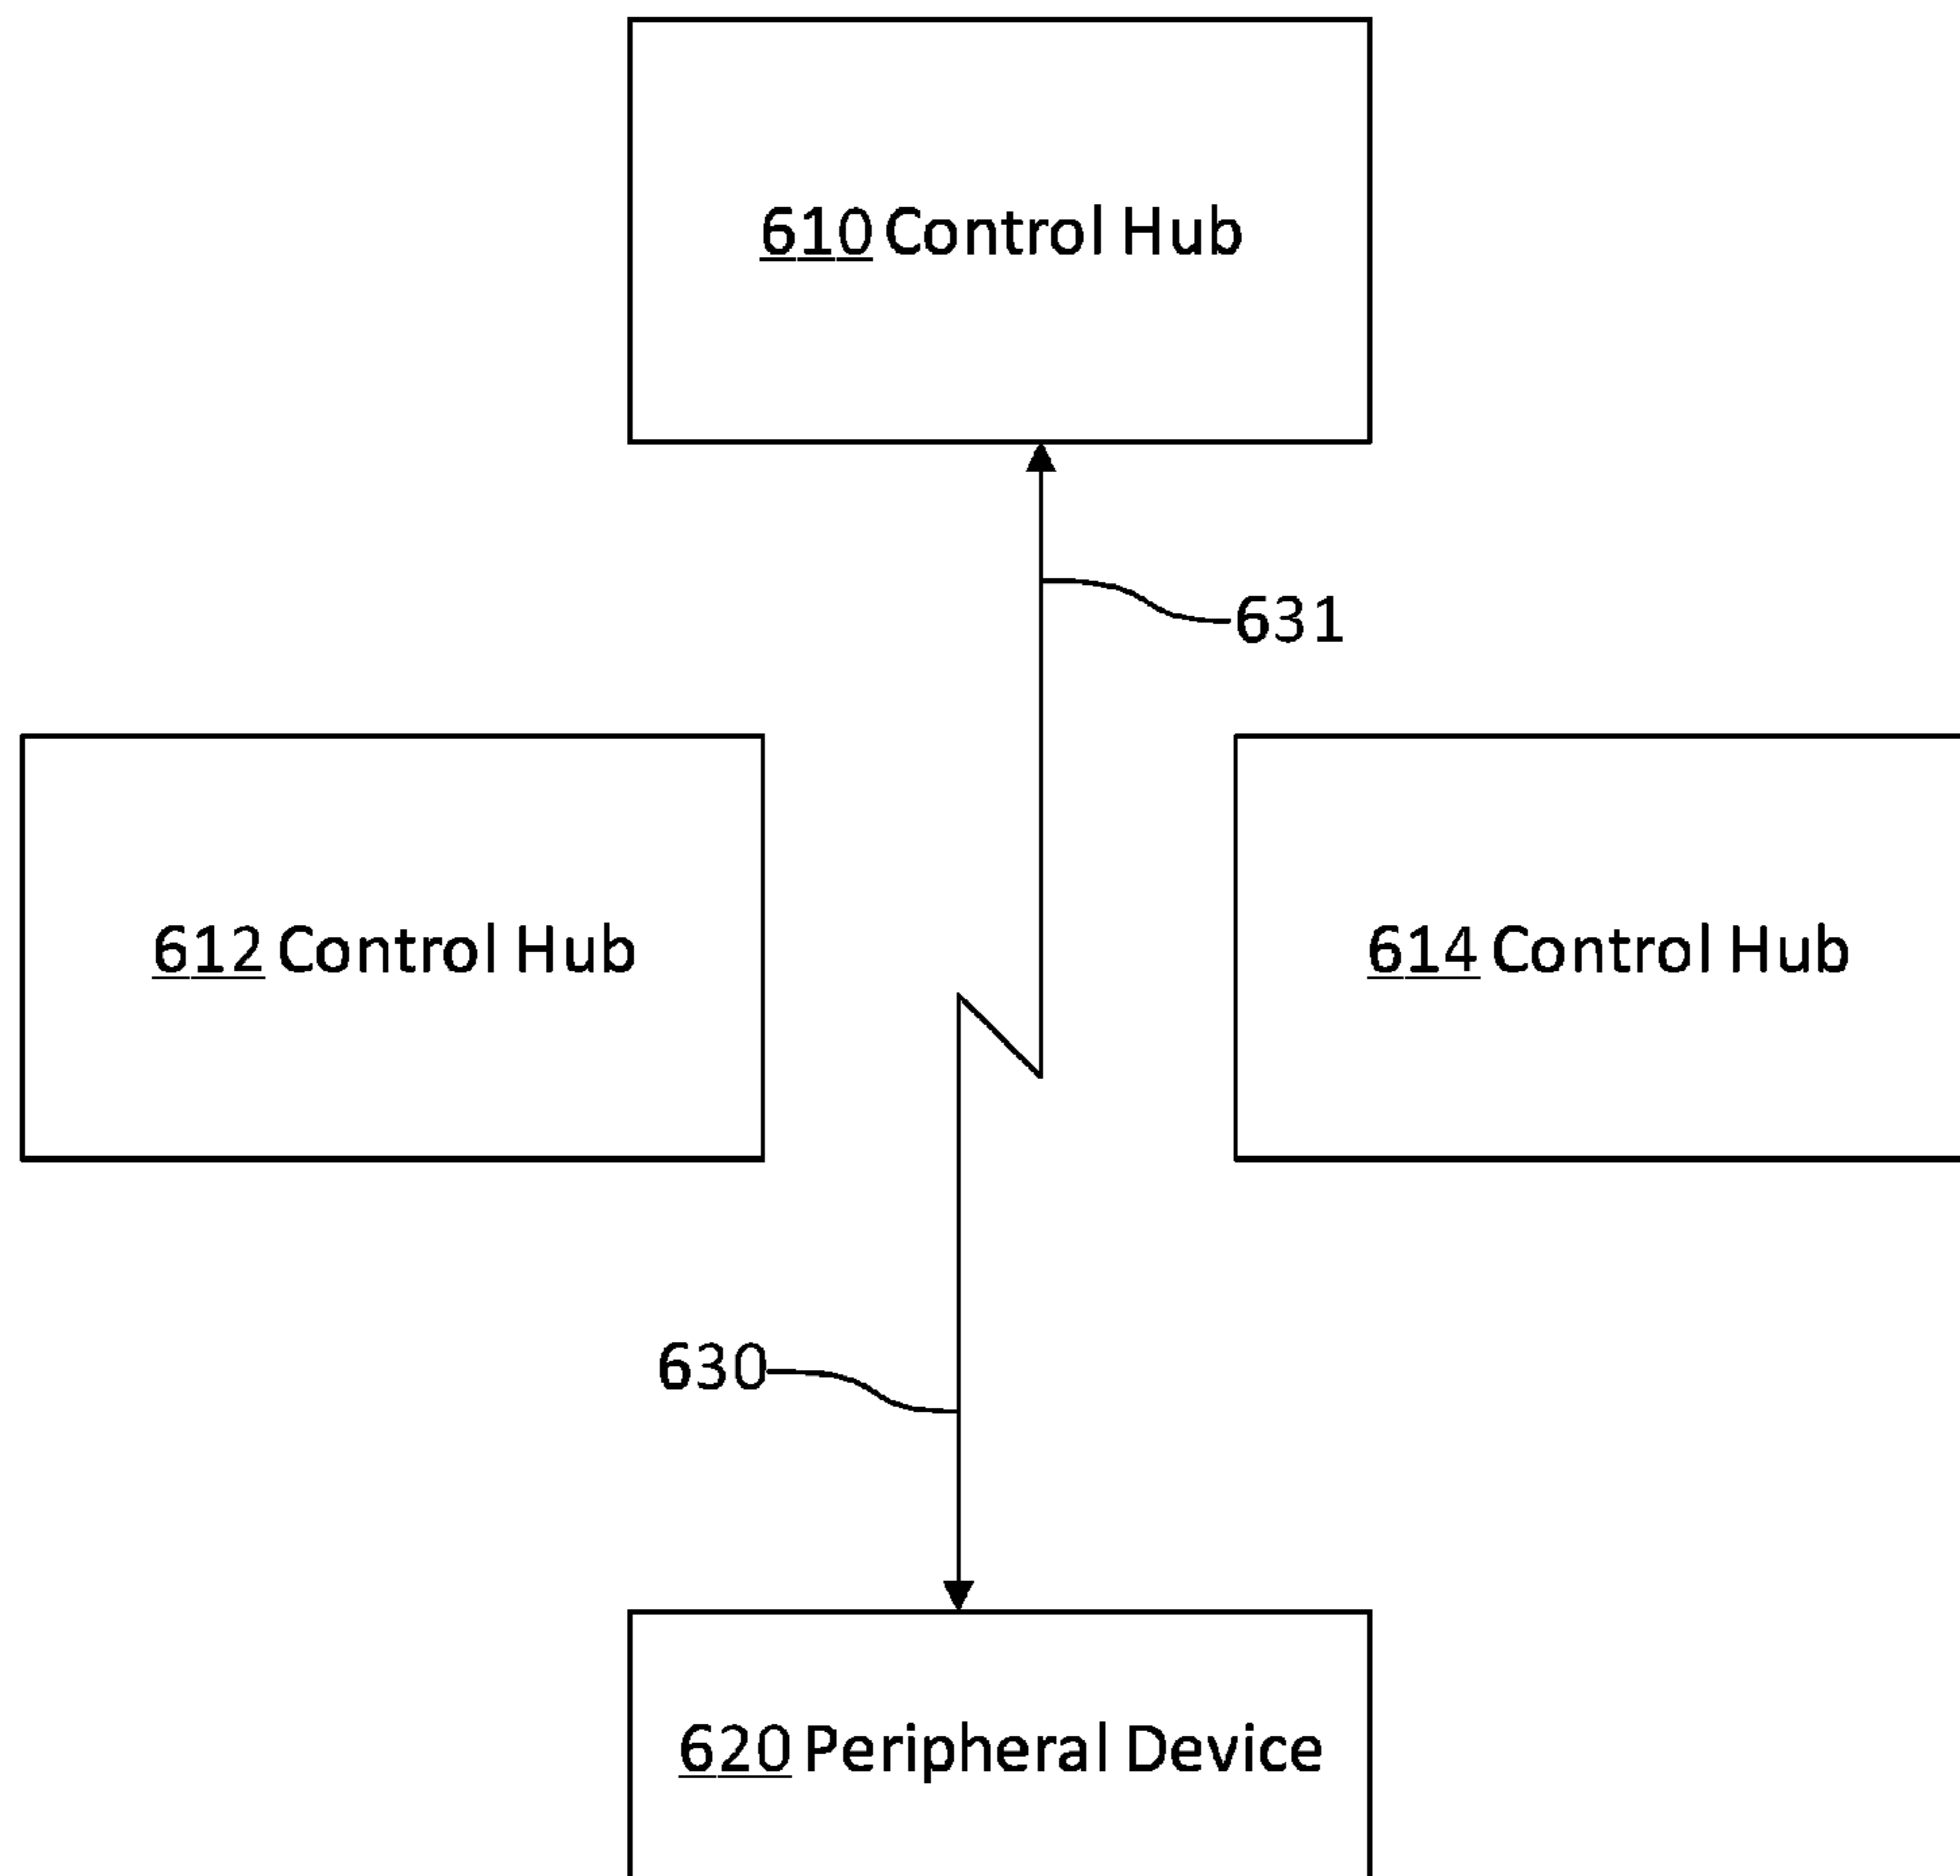 610 Control Hub
631
612 Control Hub
614 Control Hub
630
620 Peripheral Device